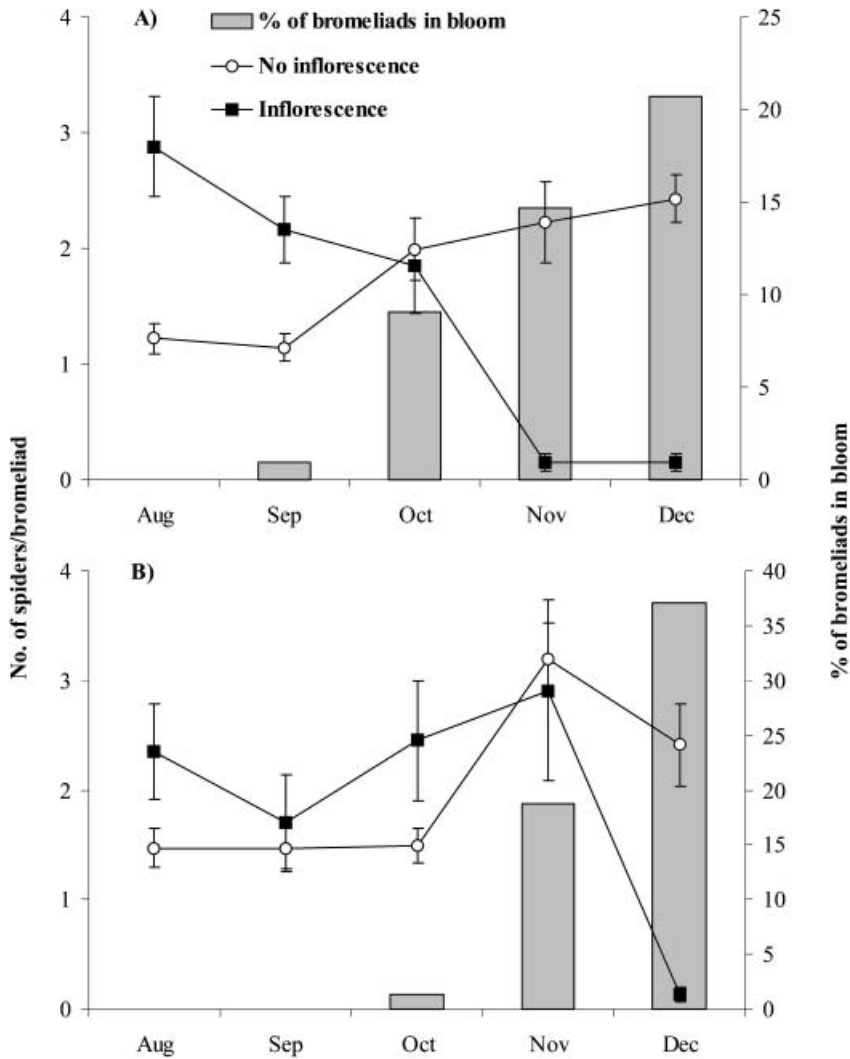 A)
% of bromeliads in bloom
No inflorescence
Inflorescence
4
3
2
1
0
25
20
15
10
5
0
Aug Sep Oct Nov Dec
No. of spiders/bromeliad
% of bromeliads in bloom
B)
4
3
2
1
0
40
35
30
25
20
15
10
5
0
Aug Sep Oct Nov Dec